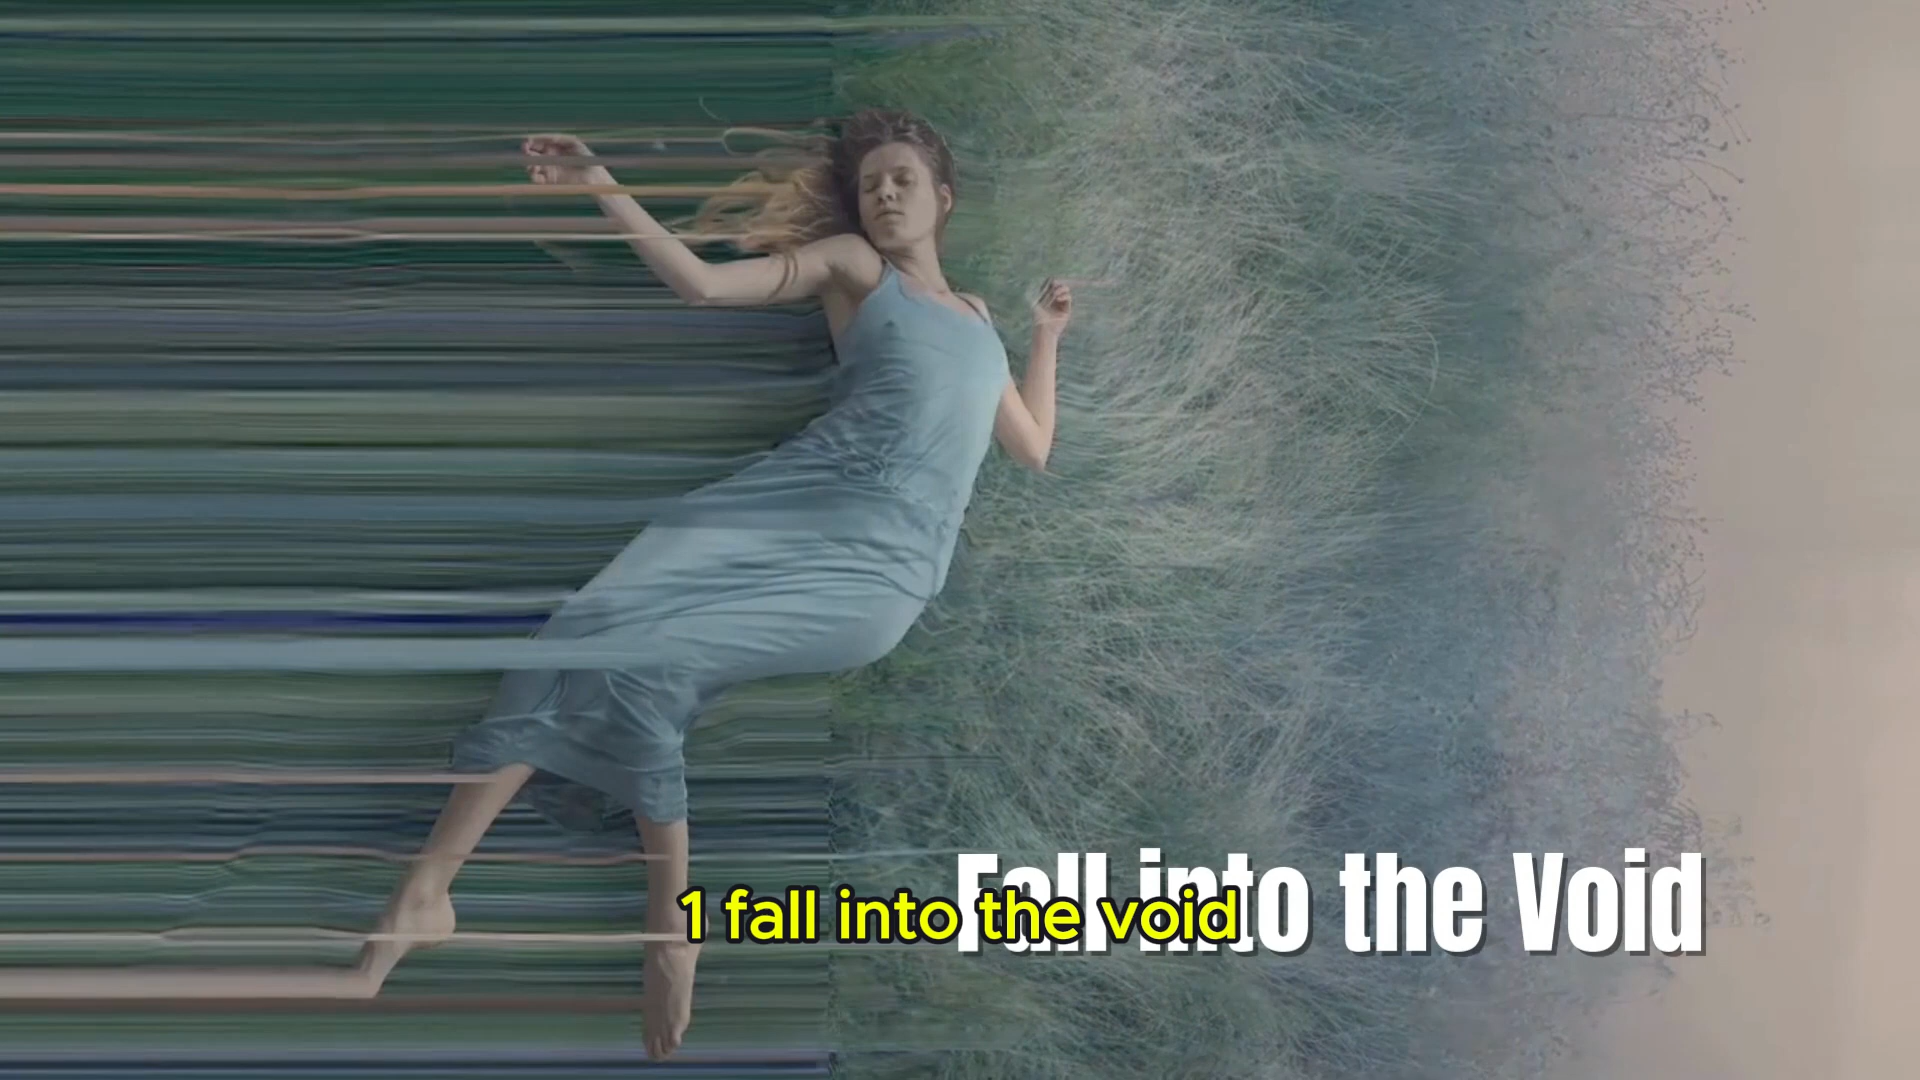 Fall into the Void
1 fall into the void